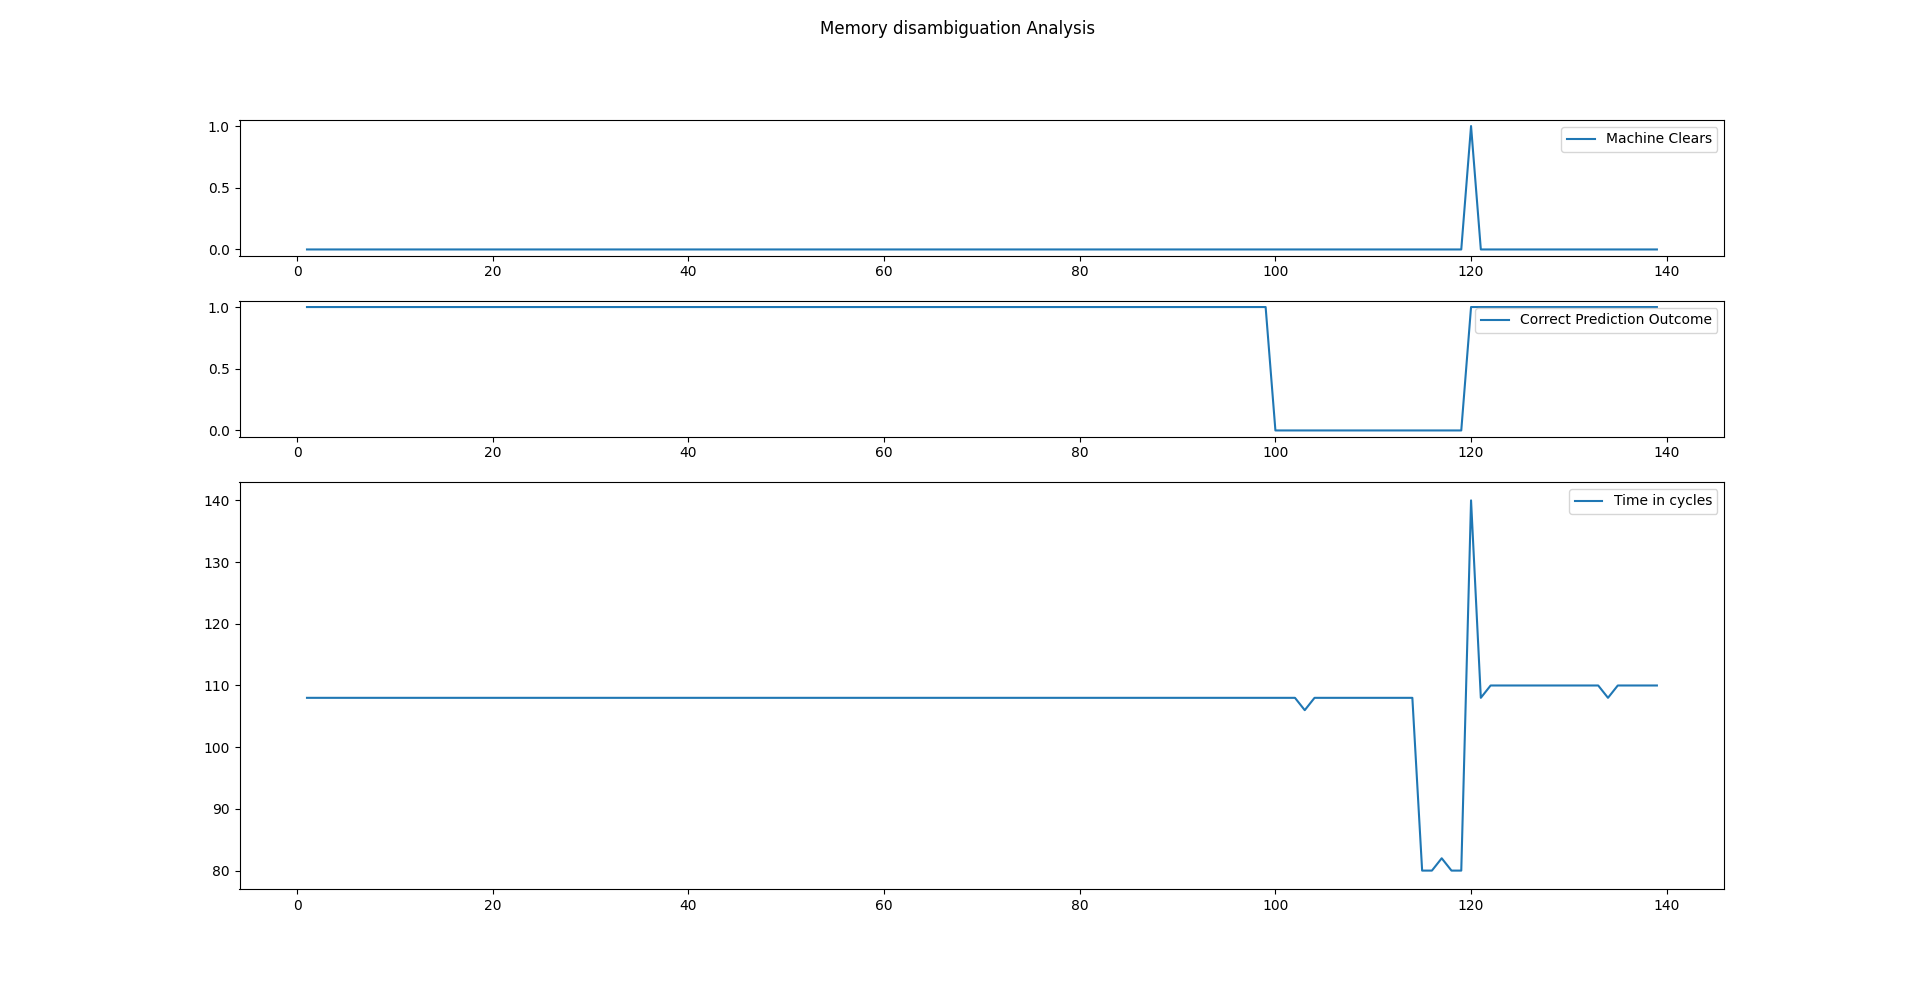 Memory disambiguation Analysis
1.0
Machine Clears
0.5
0.0
0 20 40 60 80 100 120 140
1.0
Correct Prediction Outcome
0.5
0.0
0 20 40 60 80 100 120 140
140
Time in cycles
130
120
110
100
90
80
0 20 40 60 80 100 120 140